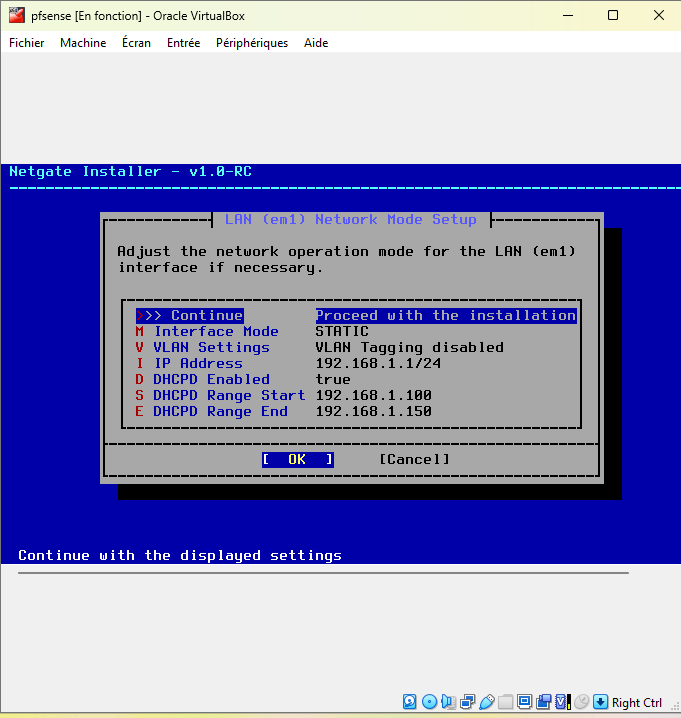 pfsense [En fonction] - Oracle VirtualBox
Fichier Machine Écran Entrée Périphériques Aide
Netgate Installer - v1.0-RC
LAN (em1) Network Mode Setup
Adjust the network operation mode for the LAN (em1)
interface if necessary.
>>> Continue Proceed with the installation
M Interface Mode STATIC
V VLAN Settings VLAN Tagging disabled
I IP Address 192.168.1.1/24
D DHCPD Enabled true
S DHCPD Range Start 192.168.1.100
E DHCPD Range End 192.168.1.150
[ OK ] [Cancel]
Continue with the displayed settings
Right Ctrl